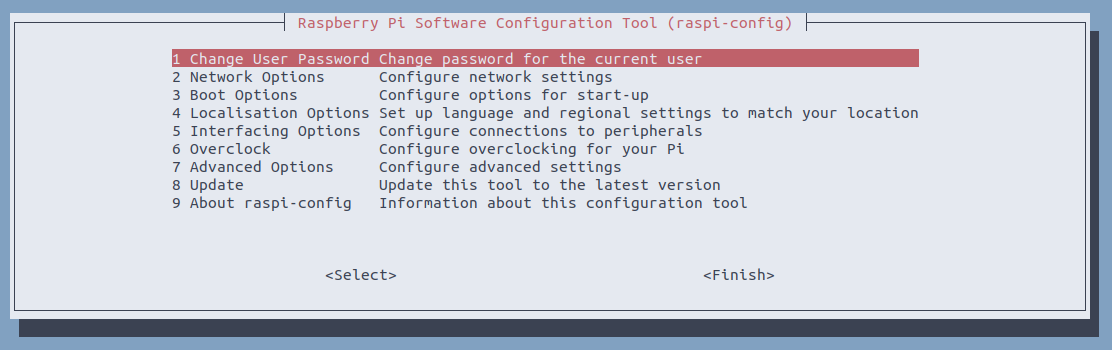 Raspberry Pi Software Configuration Tool (raspi-config)
1 Change User Password Change password for the current user
2 Network Options Configure network settings
3 Boot Options Configure options for start-up
4 Localisation Options Set up language and regional settings to match your location
5 Interfacing Options Configure connections to peripherals
6 Overclock Configure overclocking for your Pi
7 Advanced Options Configure advanced settings
8 Update Update this tool to the latest version
9 About raspi-config Information about this configuration tool
<Select> <Finish>